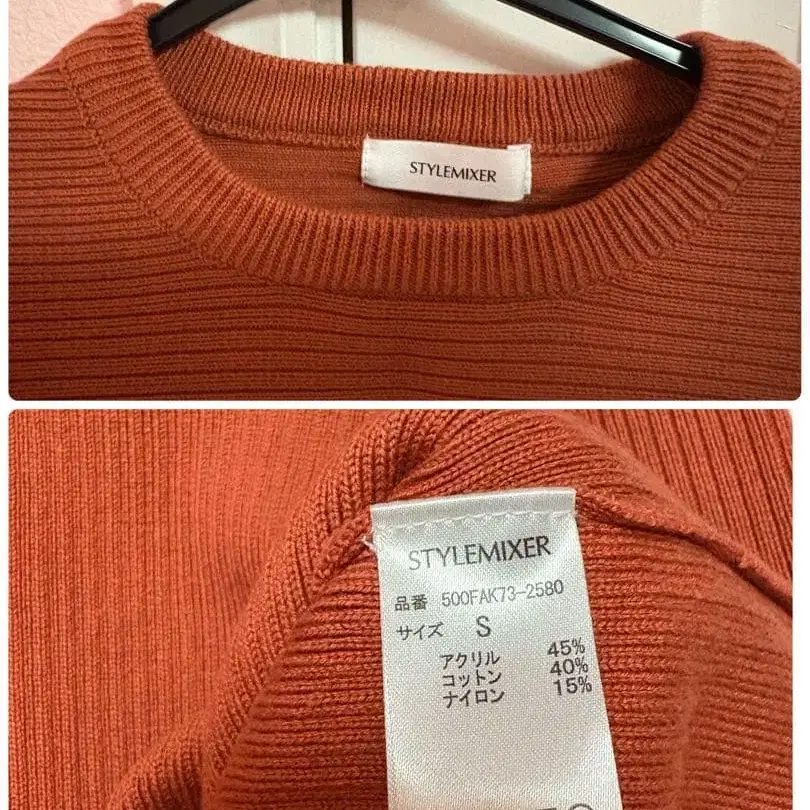 STYLEMIXER
STYLEMIXER
品番 500FAK73-2580
サイズ S
アクリル 45%
コットン 40%
ナイロン 15%